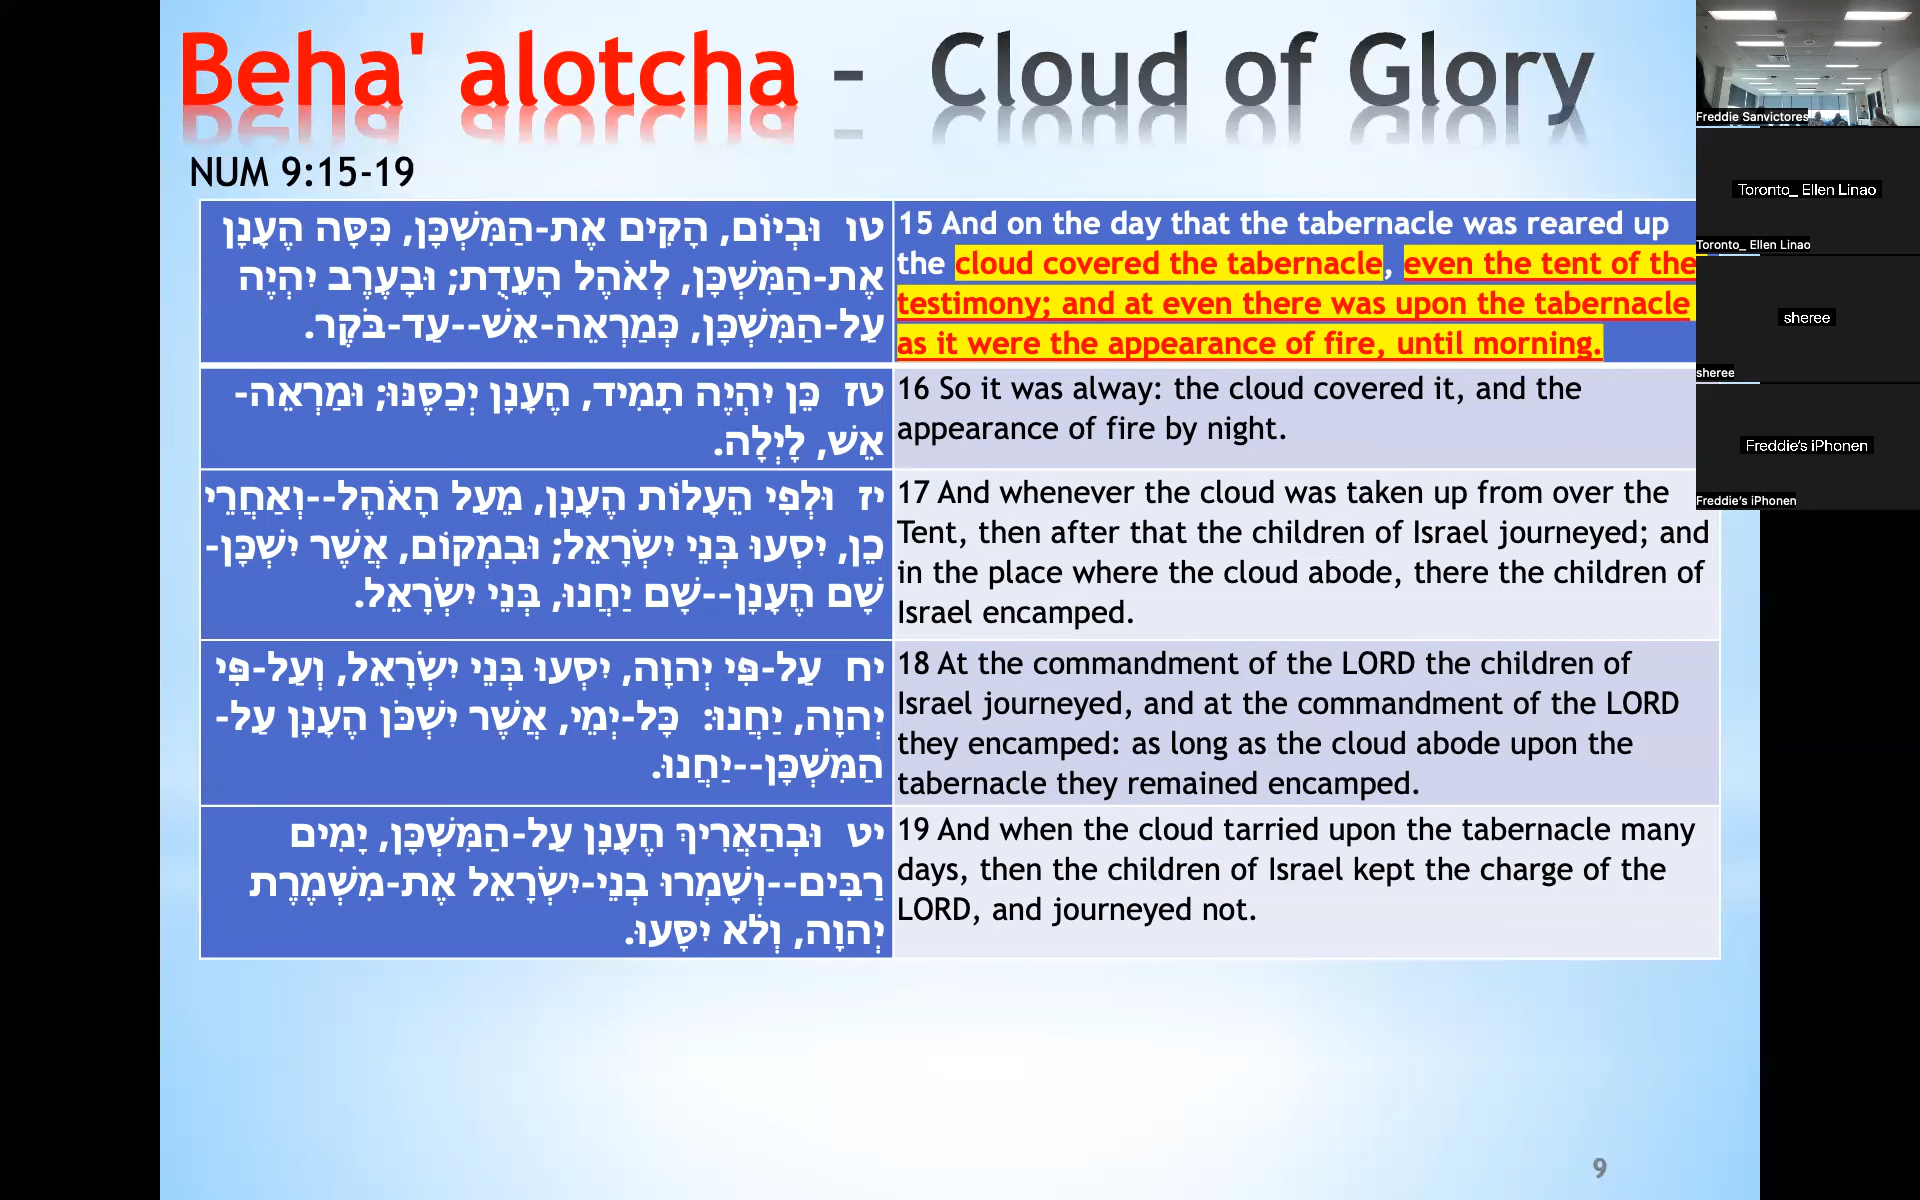 Beha' alotcha - Cloud of Glory
NUM 9:15-19
טו וּבְיוֹם, הָקִים אֶת-הַמִּשְׁכָּן, כִּסָּה הֶעָנָן
אֶת-הַמִּשְׁכָּן, לְאֹהֶל הָעֵדֻת; וּבָעֶרֶב יִהְיֶה
עַל-הַמִּשְׁכָּן, כְּמַרְאֵה-אֵשׁ--עַד-בֹּקֶר.
15 And on the day that the tabernacle was reared up
the cloud covered the tabernacle, even the tent of the
testimony; and at even there was upon the tabernacle
as it were the appearance of fire, until morning.
טז כֵּן יִהְיֶה תָמִיד, הֶעָנָן יְכַסֶּנּוּ; וּמַרְאֵה-
אֵשׁ, לָיְלָה.
16 So it was alway: the cloud covered it, and the
appearance of fire by night.
יז וּלְפִי הֵעָלוֹת הֶעָנָן, מֵעַל הָאֹהֶל--וְאַחֲרֵי
כֵן, יִסְעוּ בְּנֵי יִשְׂרָאֵל; וּבִמְקוֹם, אֲשֶׁר יִשְׁכָּן-
שָׁם הֶעָנָן--שָׁם יַחֲנוּ, בְּנֵי יִשְׂרָאֵל.
17 And whenever the cloud was taken up from over the
Tent, then after that the children of Israel journeyed; and
in the place where the cloud abode, there the children of
Israel encamped.
יח עַל-פִּי יְהוָה, יִסְעוּ בְּנֵי יִשְׂרָאֵל, וְעַל-פִּי
יְהוָה, יַחֲנוּ: כָּל-יְמֵי, אֲשֶׁר יִשְׁכֹּן הֶעָנָן עַל-
הַמִּשְׁכָּן--יַחֲנוּ.
18 At the commandment of the LORD the children of
Israel journeyed, and at the commandment of the LORD
they encamped: as long as the cloud abode upon the
tabernacle they remained encamped.
יט וּבְהַאֲרִיךְ הֶעָנָן עַל-הַמִּשְׁכָּן, יָמִים
רַבִּים--וְשָׁמְרוּ בְנֵי-יִשְׂרָאֵל אֶת-מִשְׁמֶרֶת
יְהוָה, וְלֹא יִסָּעוּ.
19 And when the cloud tarried upon the tabernacle many
days, then the children of Israel kept the charge of the
LORD, and journeyed not.
9
Freddie Sanvictores
Toronto_ Ellen Linao
Toronto_ Ellen Linao
sheree
sheree
Freddie's iPhonen
Freddie's iPhonen